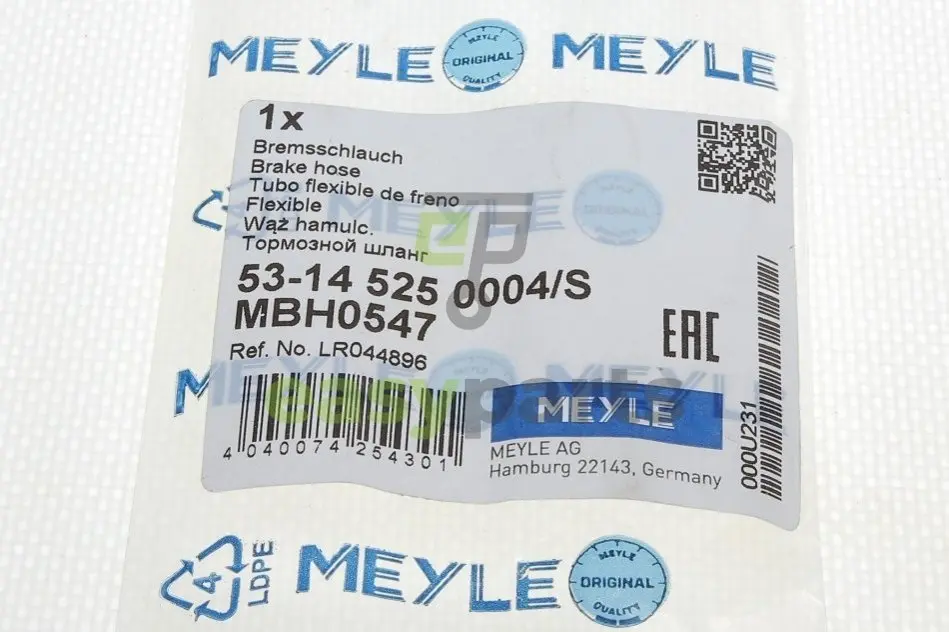 MEYLE MEYLE ORIGINAL QUALITY MEYLE
1x
Bremsschlauch
Brake hose
Tubo flexible de freno
Flexible
Wąż hamulc.
Тормозной шланг
53-14 525 0004/S
MBH0547
EAC
Ref. No. LR044896
easyparts
4 040074 254301
MEYLE
MEYLE AG
Hamburg 22143, Germany
000U231
4 LDPE
MEYLE MEYLE ORIGINAL QUALITY